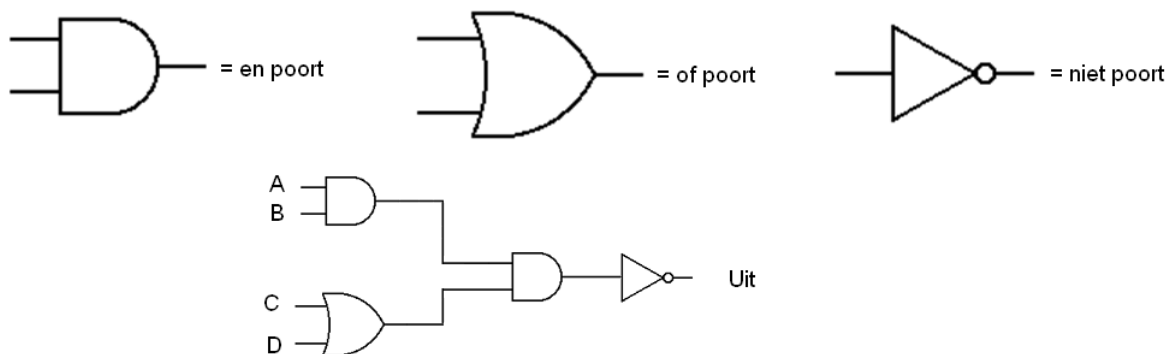 = en poort
= of poort
= niet poort
A
B
Uit
C
D